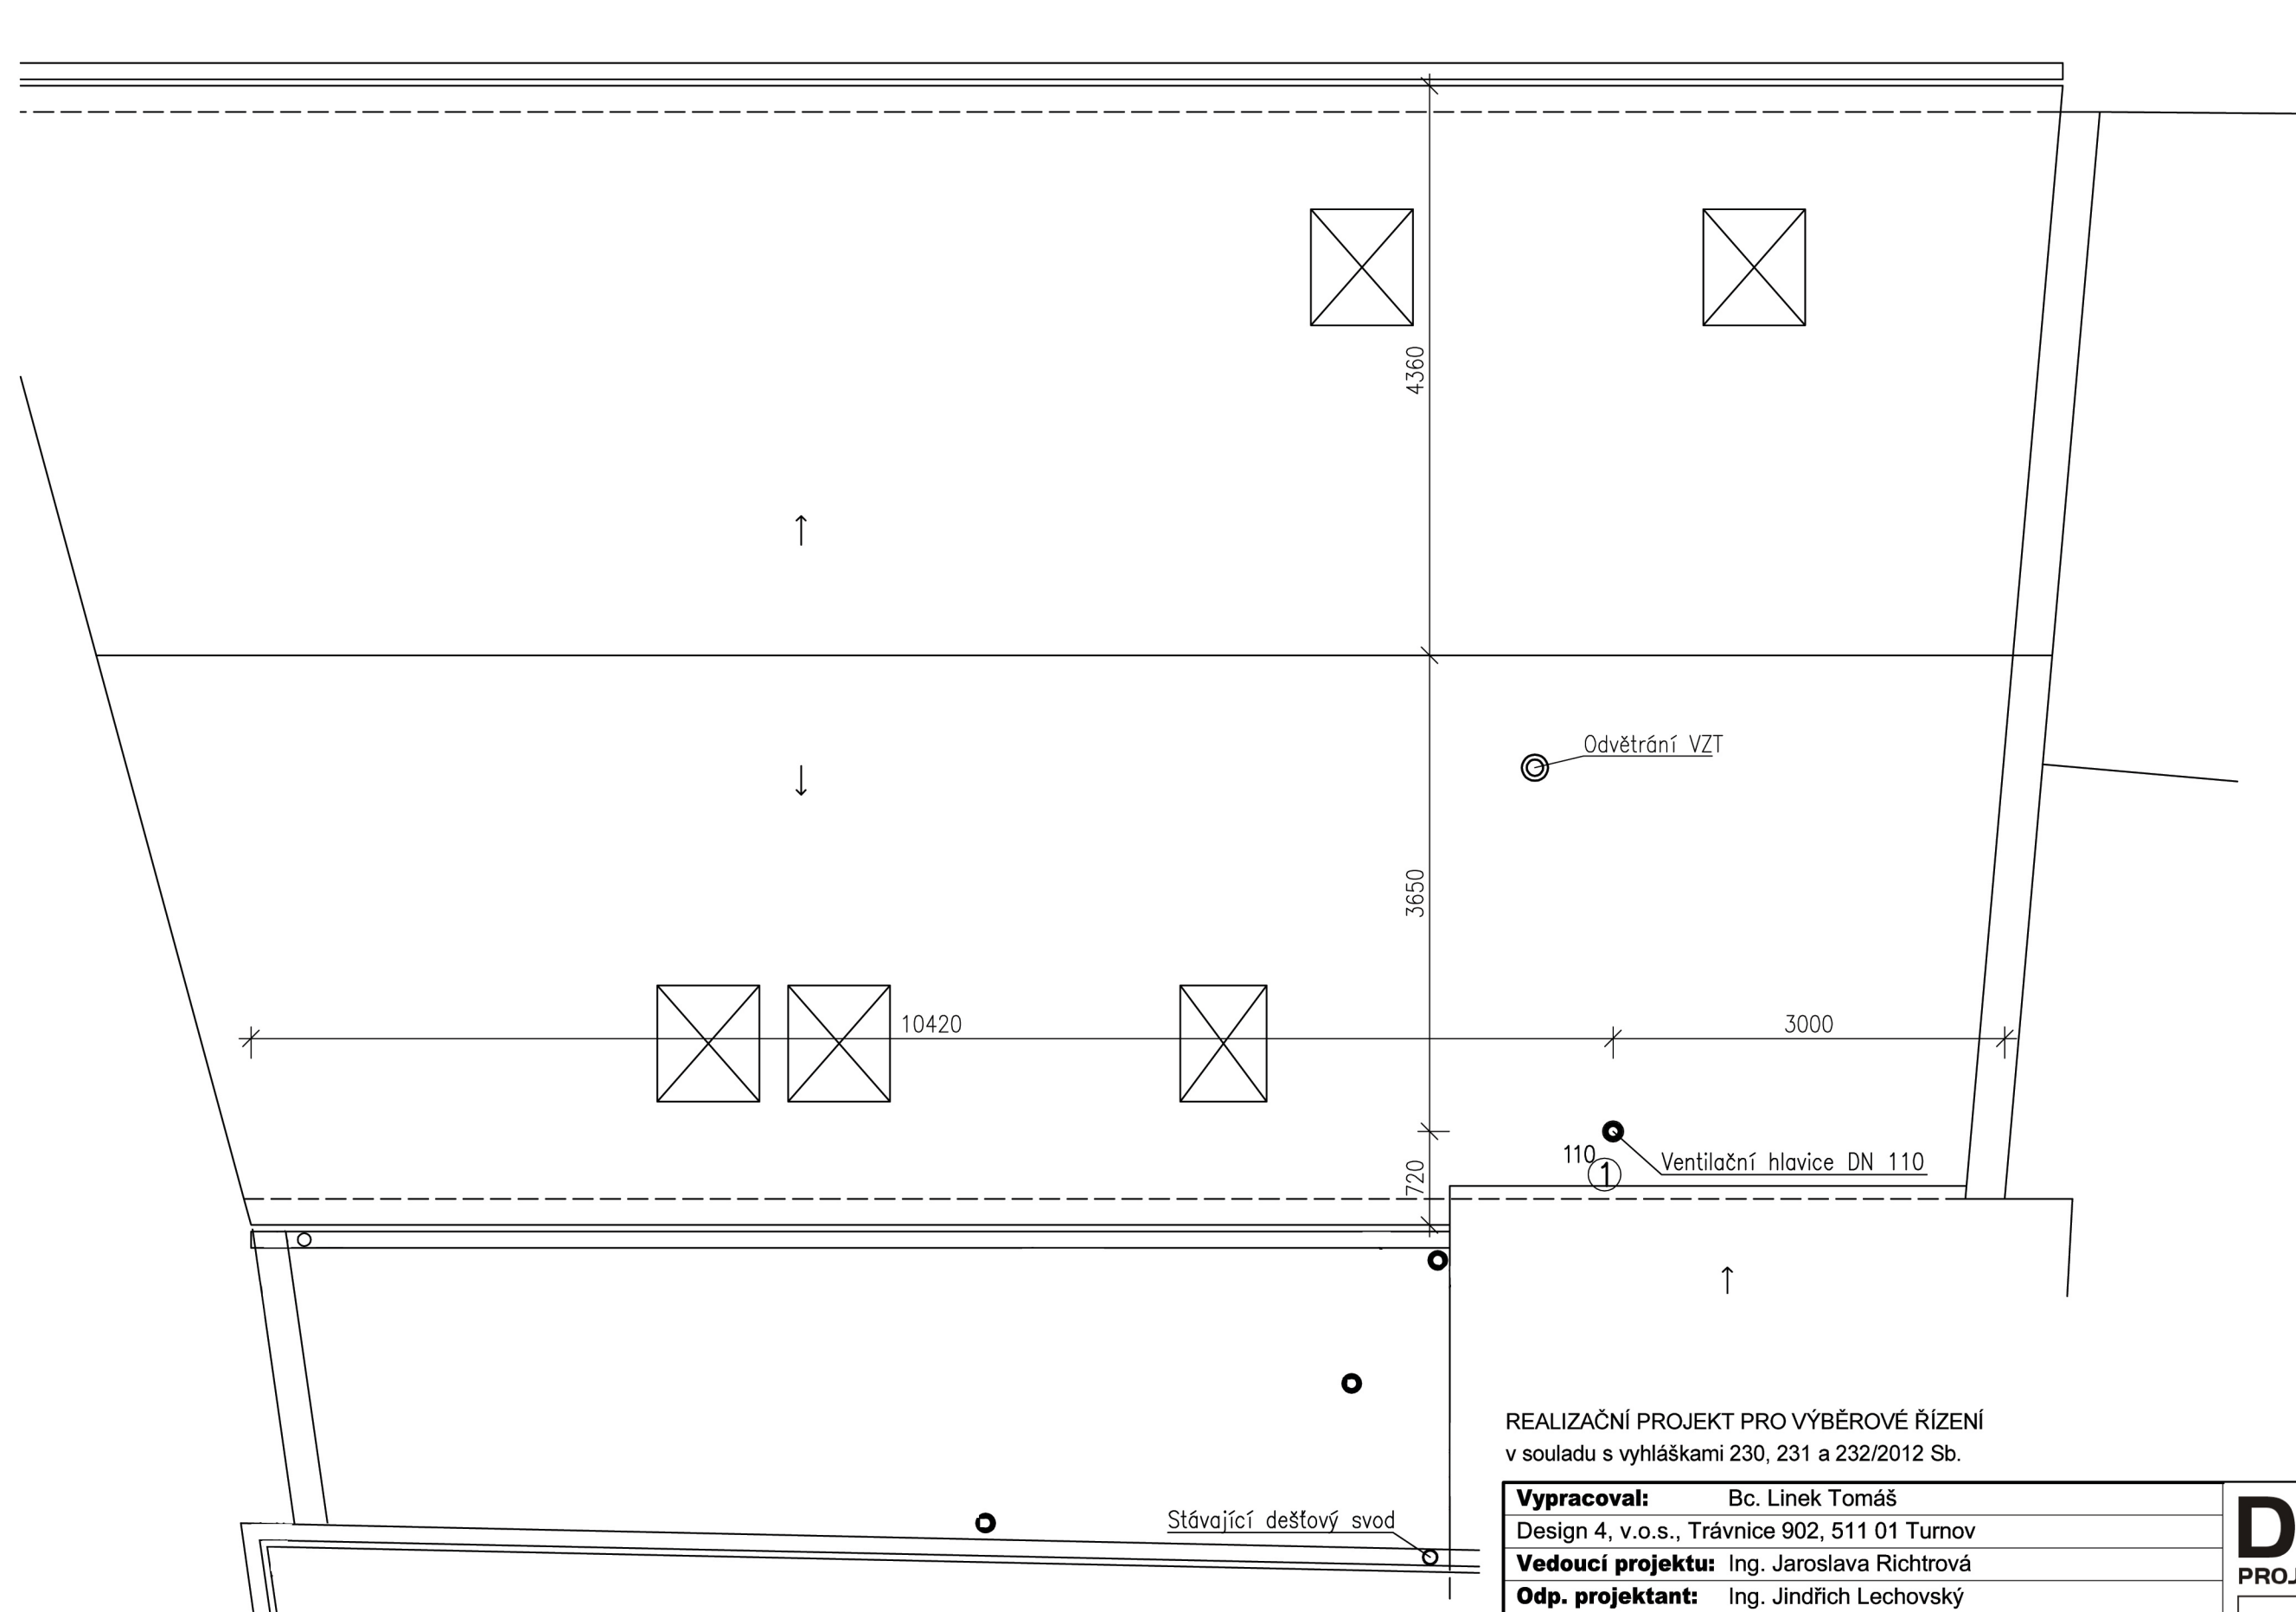 4360
Odvětrání VZT
3650
10420
3000
110
1
Ventilační hlavice DN 110
720
Stávající dešťový svod
REALIZAČNÍ PROJEKT PRO VÝBĚROVÉ ŘÍZENÍ
v souladu s vyhláškami 230, 231 a 232/2012 Sb.
Vypracoval: Bc. Linek Tomáš
Design 4, v.o.s., Trávnice 902, 511 01 Turnov
Vedoucí projektu: Ing. Jaroslava Richtrová
Odp. projektant: Ing. Jindřich Lechovský
D
PROJ